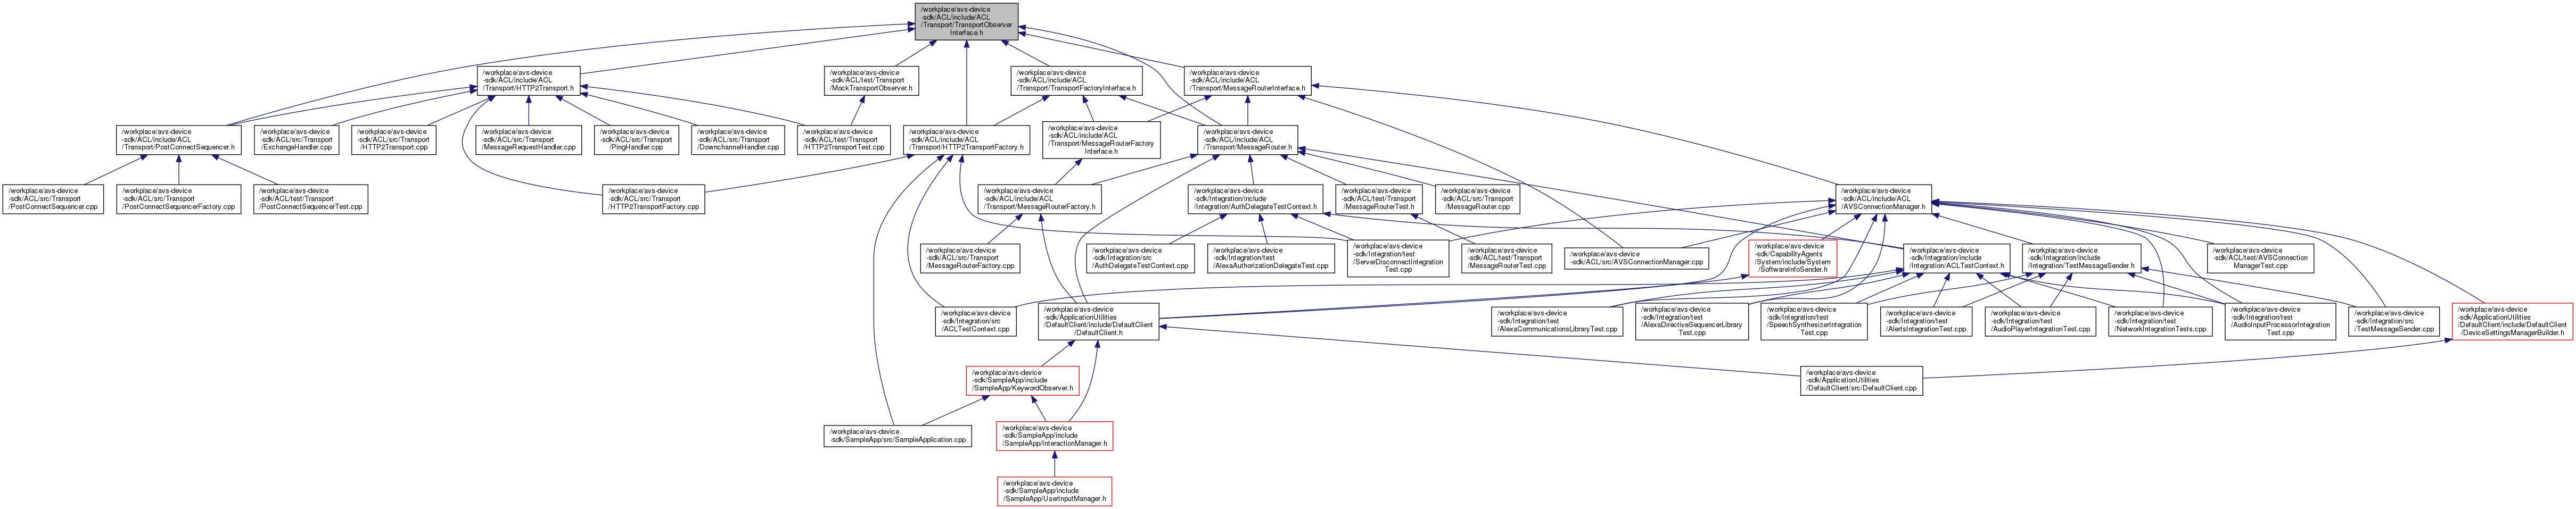 /workplace/avs-device
-sdk/ACL/include/ACL
/Transport/TransportObserver
Interface.h
/workplace/avs-device
-sdk/ACL/include/ACL
/Transport/HTTP2Transport.h
/workplace/avs-device
-sdk/ACL/test/Transport
/MockTransportObserver.h
/workplace/avs-device
-sdk/ACL/include/ACL
/Transport/TransportFactoryInterface.h
/workplace/avs-device
-sdk/ACL/include/ACL
/Transport/MessageRouterInterface.h
/workplace/avs-device
-sdk/ACL/include/ACL
/Transport/PostConnectSequencer.h
/workplace/avs-device
-sdk/ACL/src/Transport
/ExchangeHandler.cpp
/workplace/avs-device
-sdk/ACL/src/Transport
/HTTP2Transport.cpp
/workplace/avs-device
-sdk/ACL/src/Transport
/MessageRequestHandler.cpp
/workplace/avs-device
-sdk/ACL/src/Transport
/PingHandler.cpp
/workplace/avs-device
-sdk/ACL/src/Transport
/DownchannelHandler.cpp
/workplace/avs-device
-sdk/ACL/test/Transport
/HTTP2TransportTest.cpp
/workplace/avs-device
-sdk/ACL/include/ACL
/Transport/HTTP2TransportFactory.h
/workplace/avs-device
-sdk/ACL/include/ACL
/Transport/MessageRouterFactory
Interface.h
/workplace/avs-device
-sdk/ACL/include/ACL
/Transport/MessageRouter.h
/workplace/avs-device
-sdk/ACL/src/Transport
/PostConnectSequencer.cpp
/workplace/avs-device
-sdk/ACL/src/Transport
/PostConnectSequencerFactory.cpp
/workplace/avs-device
-sdk/ACL/test/Transport
/PostConnectSequencerTest.cpp
/workplace/avs-device
-sdk/ACL/src/Transport
/HTTP2TransportFactory.cpp
/workplace/avs-device
-sdk/ACL/include/ACL
/Transport/MessageRouterFactory.h
/workplace/avs-device
-sdk/Integration/include
/Integration/AuthDelegateTestContext.h
/workplace/avs-device
-sdk/ACL/test/Transport
/MessageRouterTest.h
/workplace/avs-device
-sdk/ACL/src/Transport
/MessageRouter.cpp
/workplace/avs-device
-sdk/ACL/include/ACL
/AVSConnectionManager.h
/workplace/avs-device
-sdk/ACL/src/Transport
/MessageRouterFactory.cpp
/workplace/avs-device
-sdk/Integration/src
/AuthDelegateTestContext.cpp
/workplace/avs-device
-sdk/Integration/test
/AlexaAuthorizationDelegateTest.cpp
/workplace/avs-device
-sdk/Integration/test
/ServerDisconnectIntegration
Test.cpp
/workplace/avs-device
-sdk/ACL/test/Transport
/MessageRouterTest.cpp
/workplace/avs-device
-sdk/ACL/src/AVSConnectionManager.cpp
/workplace/avs-device
-sdk/CapabilityAgents
/System/include/System
/SoftwareInfoSender.h
/workplace/avs-device
-sdk/Integration/include
/Integration/ACLTestContext.h
/workplace/avs-device
-sdk/Integration/include
/Integration/TestMessageSender.h
/workplace/avs-device
-sdk/ACL/test/AVSConnection
ManagerTest.cpp
/workplace/avs-device
-sdk/Integration/src
/ACLTestContext.cpp
/workplace/avs-device
-sdk/ApplicationUtilities
/DefaultClient/include/DefaultClient
/DefaultClient.h
/workplace/avs-device
-sdk/Integration/test
/AlexaCommunicationsLibraryTest.cpp
/workplace/avs-device
-sdk/Integration/test
/AlexaDirectiveSequencerLibrary
Test.cpp
/workplace/avs-device
-sdk/Integration/test
/SpeechSynthesizerIntegration
Test.cpp
/workplace/avs-device
-sdk/Integration/test
/AlertsIntegrationTest.cpp
/workplace/avs-device
-sdk/Integration/test
/AudioPlayerIntegrationTest.cpp
/workplace/avs-device
-sdk/Integration/test
/NetworkIntegrationTests.cpp
/workplace/avs-device
-sdk/Integration/test
/AudioInputProcessorIntegration
Test.cpp
/workplace/avs-device
-sdk/Integration/src
/TestMessageSender.cpp
/workplace/avs-device
-sdk/ApplicationUtilities
/DefaultClient/include/DefaultClient
/DeviceSettingsManagerBuilder.h
/workplace/avs-device
-sdk/SampleApp/include
/SampleApp/KeywordObserver.h
/workplace/avs-device
-sdk/ApplicationUtilities
/DefaultClient/src/DefaultClient.cpp
/workplace/avs-device
-sdk/SampleApp/src/SampleApplication.cpp
/workplace/avs-device
-sdk/SampleApp/include
/SampleApp/InteractionManager.h
/workplace/avs-device
-sdk/SampleApp/include
/SampleApp/UserInputManager.h